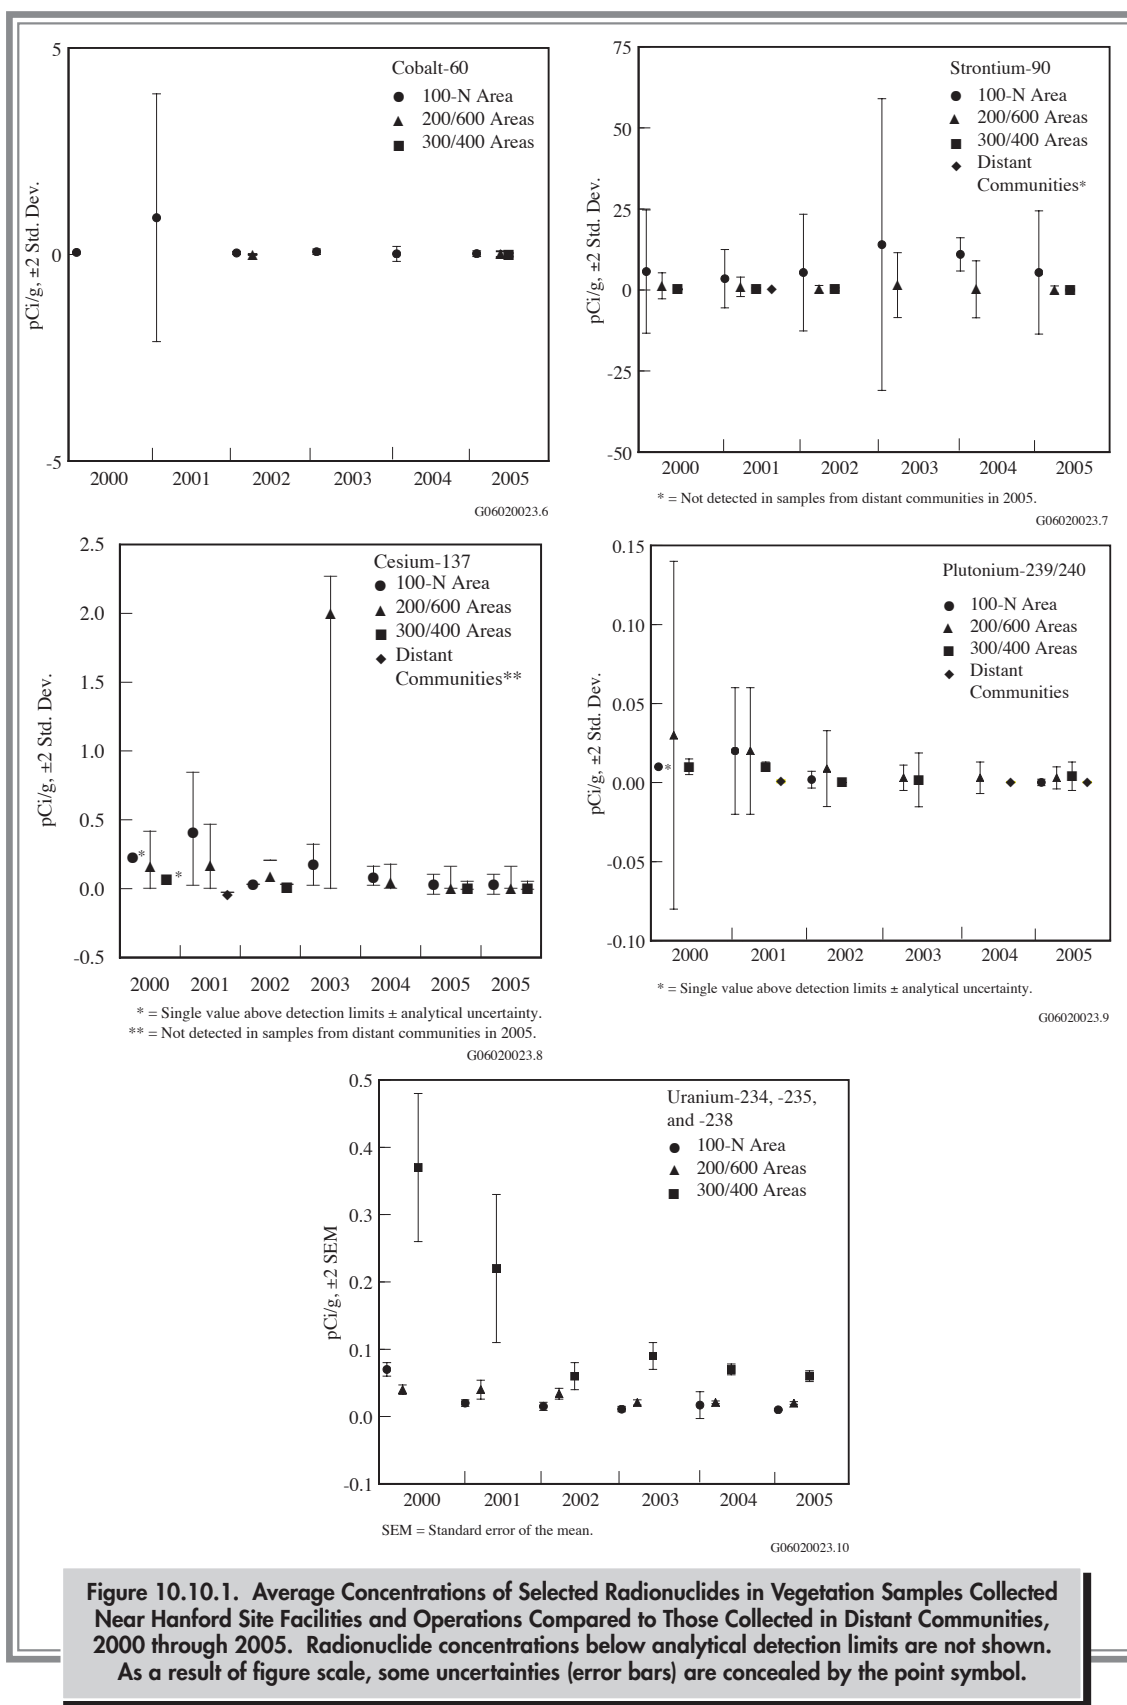 Cobalt-60
100-N Area
200/600 Areas
300/400 Areas
pCi/g, ±2 Std. Dev.
5
0
-5
2000 2001 2002 2003 2004 2005
G06020023.6
Strontium-90
100-N Area
200/600 Areas
300/400 Areas
Distant
Communities*
pCi/g, ±2 Std. Dev.
75
50
25
0
-25
-50
2000 2001 2002 2003 2004 2005
* = Not detected in samples from distant communities in 2005.
G06020023.7
Cesium-137
100-N Area
200/600 Areas
300/400 Areas
Distant
Communities**
pCi/g, ±2 Std. Dev.
2.5
2.0
1.5
1.0
0.5
0.0
-0.5
*
*
2000 2001 2002 2003 2004 2005 2005
* = Single value above detection limits ± analytical uncertainty.
** = Not detected in samples from distant communities in 2005.
G06020023.8
Plutonium-239/240
100-N Area
200/600 Areas
300/400 Areas
Distant
Communities
pCi/g, ±2 Std. Dev.
0.15
0.10
0.05
0.00
-0.05
-0.10
*
2000 2001 2002 2003 2004 2005
* = Single value above detection limits ± analytical uncertainty.
G06020023.9
Uranium-234, -235,
and -238
100-N Area
200/600 Areas
300/400 Areas
pCi/g, ±2 SEM
0.5
0.4
0.3
0.2
0.1
0.0
-0.1
2000 2001 2002 2003 2004 2005
SEM = Standard error of the mean.
G06020023.10
Figure 10.10.1. Average Concentrations of Selected Radionuclides in Vegetation Samples Collected
Near Hanford Site Facilities and Operations Compared to Those Collected in Distant Communities,
2000 through 2005. Radionuclide concentrations below analytical detection limits are not shown.
As a result of figure scale, some uncertainties (error bars) are concealed by the point symbol.